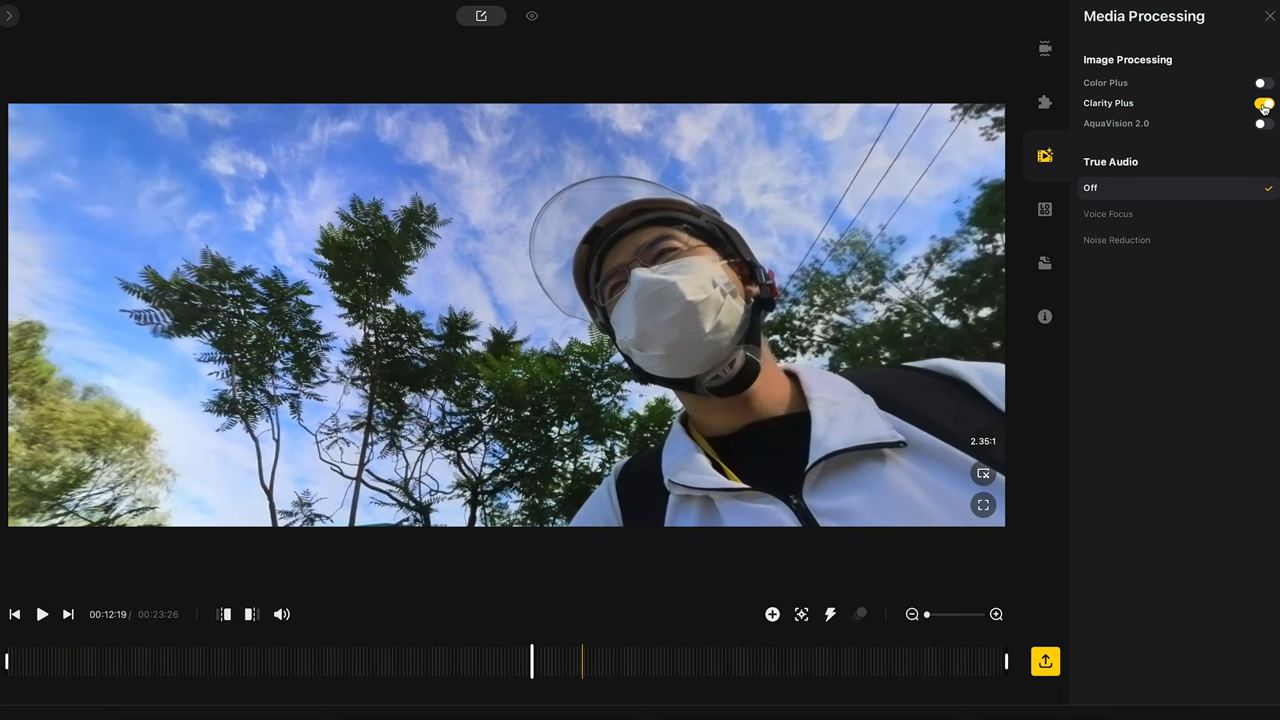 Media Processing
Image Processing
Color Plus
Clarity Plus
AquaVision 2.0
True Audio
Off
Voice Focus
Noise Reduction
2.35:1
00:12:19 / 00:23:26